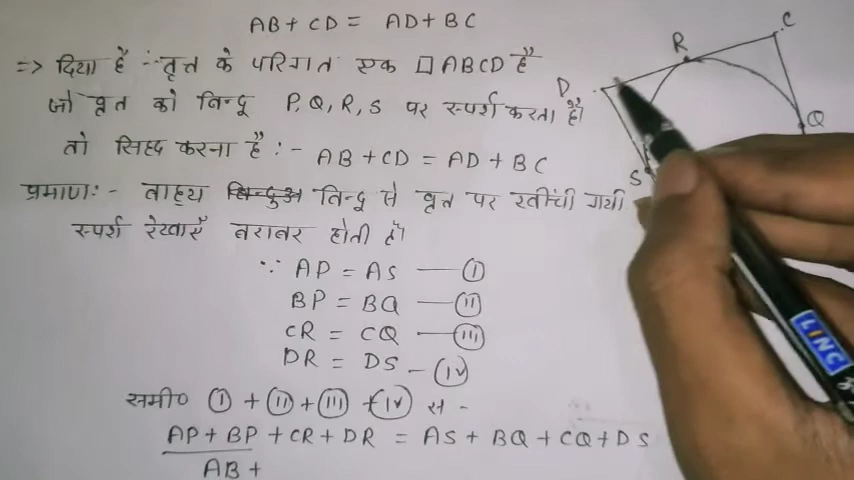 AB + CD = AD + BC
=> दिया है :- वृत्त के परिगत एक □ ABCD है
जो वृत को बिन्दु P, Q, R, S पर स्पर्श करता है।
तो सिद्ध करना है :- AB + CD = AD + BC
प्रमाण :- बाह्य बिन्दु से वृत पर खींची गयी
स्पर्श रेखाएँ बराबर होती है।
∵ AP = AS — (I)
BP = BQ — (II)
CR = CQ — (III)
DR = DS — (IV)
समी० (I) + (II) + (III) + (IV) से -
AP + BP + CR + DR = AS + BQ + CQ + DS
AB +
C
R
D
Q
S
LINC